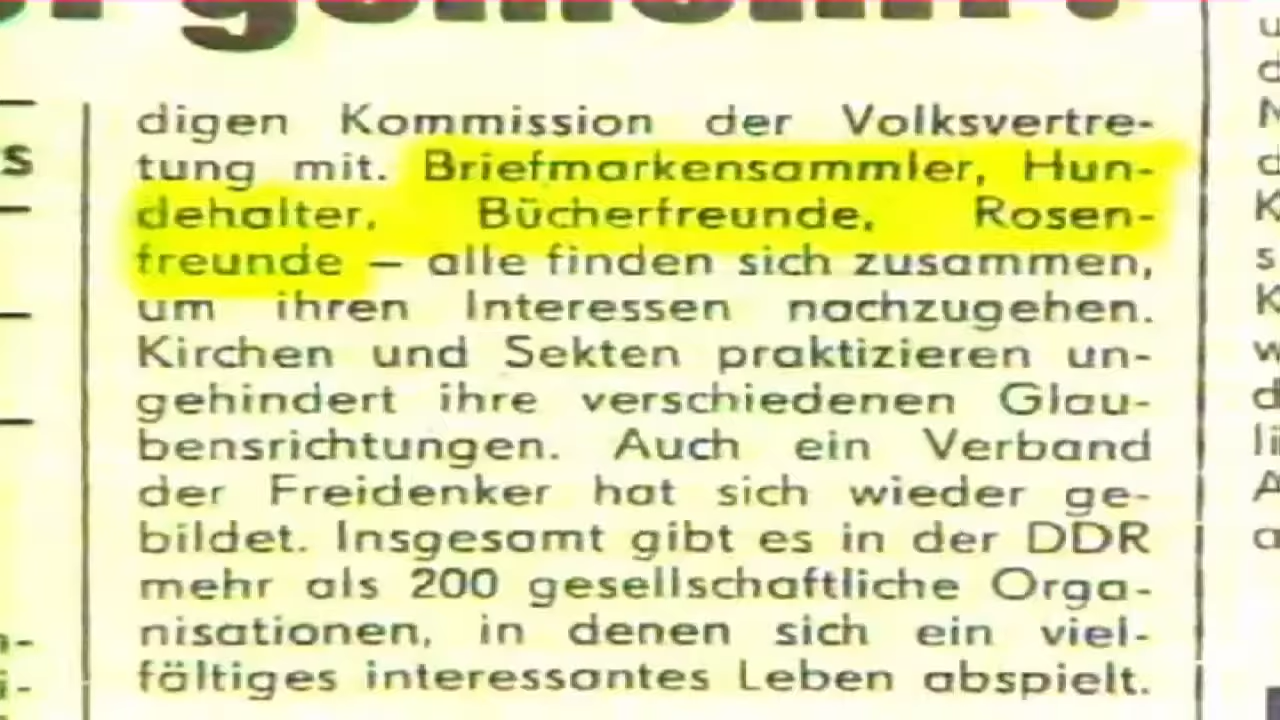 digen Kommission der Volksvertre-
tung mit. Briefmarkensammler, Hun-
dehalter, Bücherfreunde, Rosen-
freunde – alle finden sich zusammen,
um ihren Interessen nachzugehen.
Kirchen und Sekten praktizieren un-
gehindert ihre verschiedenen Glau-
bensrichtungen. Auch ein Verband
der Freidenker hat sich wieder ge-
bildet. Insgesamt gibt es in der DDR
mehr als 200 gesellschaftliche Orga-
nisationen, in denen sich ein viel-
fältiges interessantes Leben abspielt.